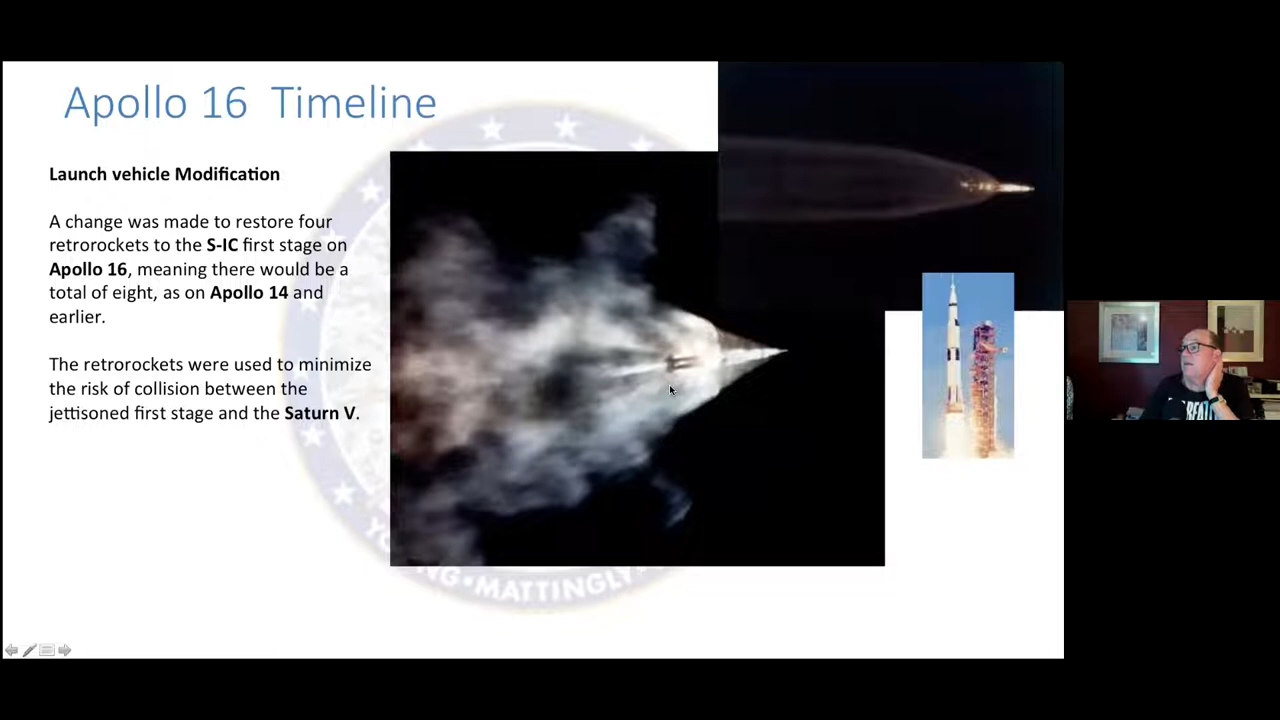 Apollo 16 Timeline
Launch vehicle Modification
A change was made to restore four
retrorockets to the S-IC first stage on
Apollo 16, meaning there would be a
total of eight, as on Apollo 14 and
earlier.
The retrorockets were used to minimize
the risk of collision between the
jettisoned first stage and the Saturn V.
MATTINGLY